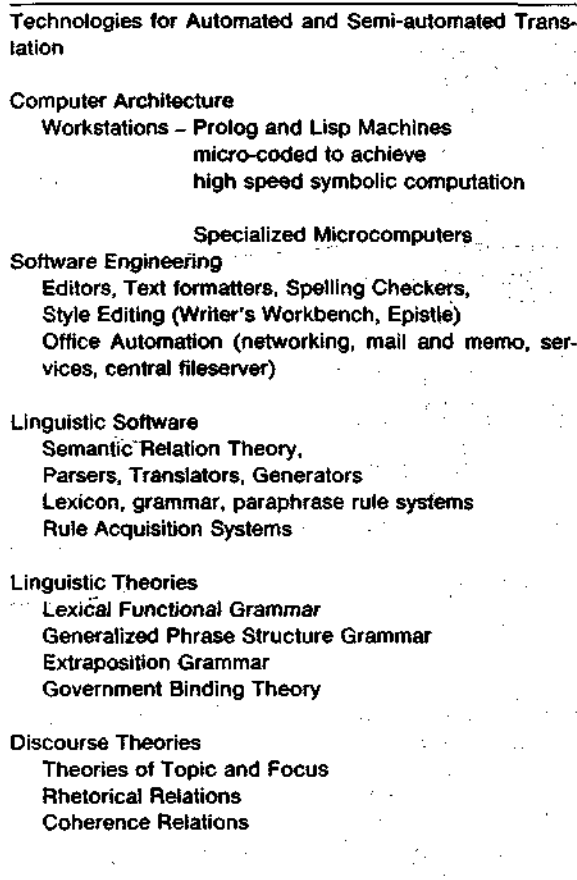 Technologies for Automated and Semi-automated Trans-
lation
Computer Architecture
Workstations – Prolog and Lisp Machines
micro-coded to achieve
high speed symbolic computation
Specialized Microcomputers
Software Engineering
Editors, Text formatters, Spelling Checkers,
Style Editing (Writer's Workbench, Epistle)
Office Automation (networking, mail and memo, ser-
vices, central fileserver)
Linguistic Software
Semantic Relation Theory,
Parsers, Translators, Generators
Lexicon, grammar, paraphrase rule systems
Rule Acquisition Systems
Linguistic Theories
Lexical Functional Grammar
Generalized Phrase Structure Grammar
Extraposition Grammar
Government Binding Theory
Discourse Theories
Theories of Topic and Focus
Rhetorical Relations
Coherence Relations